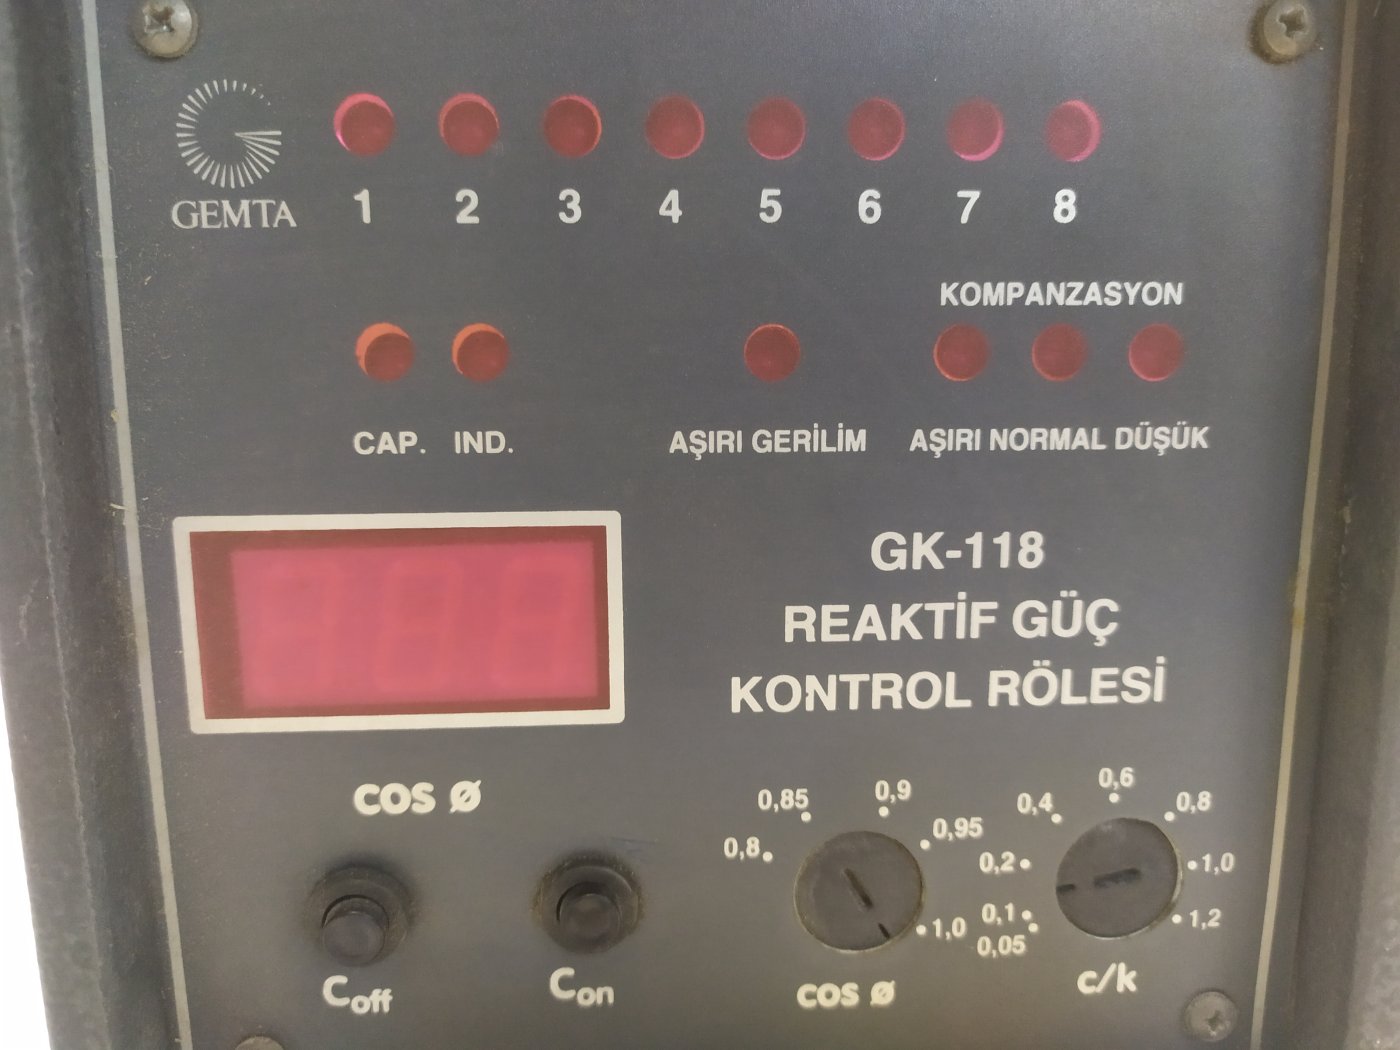 GEMTA
1 2 3 4 5 6 7 8
KOMPANZASYON
CAP. IND. AŞIRI GERİLİM AŞIRI NORMAL DÜŞÜK
GK-118
REAKTİF GÜÇ
KONTROL RÖLESİ
COS Ø
0,8 0,85 0,9 0,95 1,0
0,05 0,1 0,2 0,4 0,6 0,8 1,0 1,2
Coff Con cos ø c/k